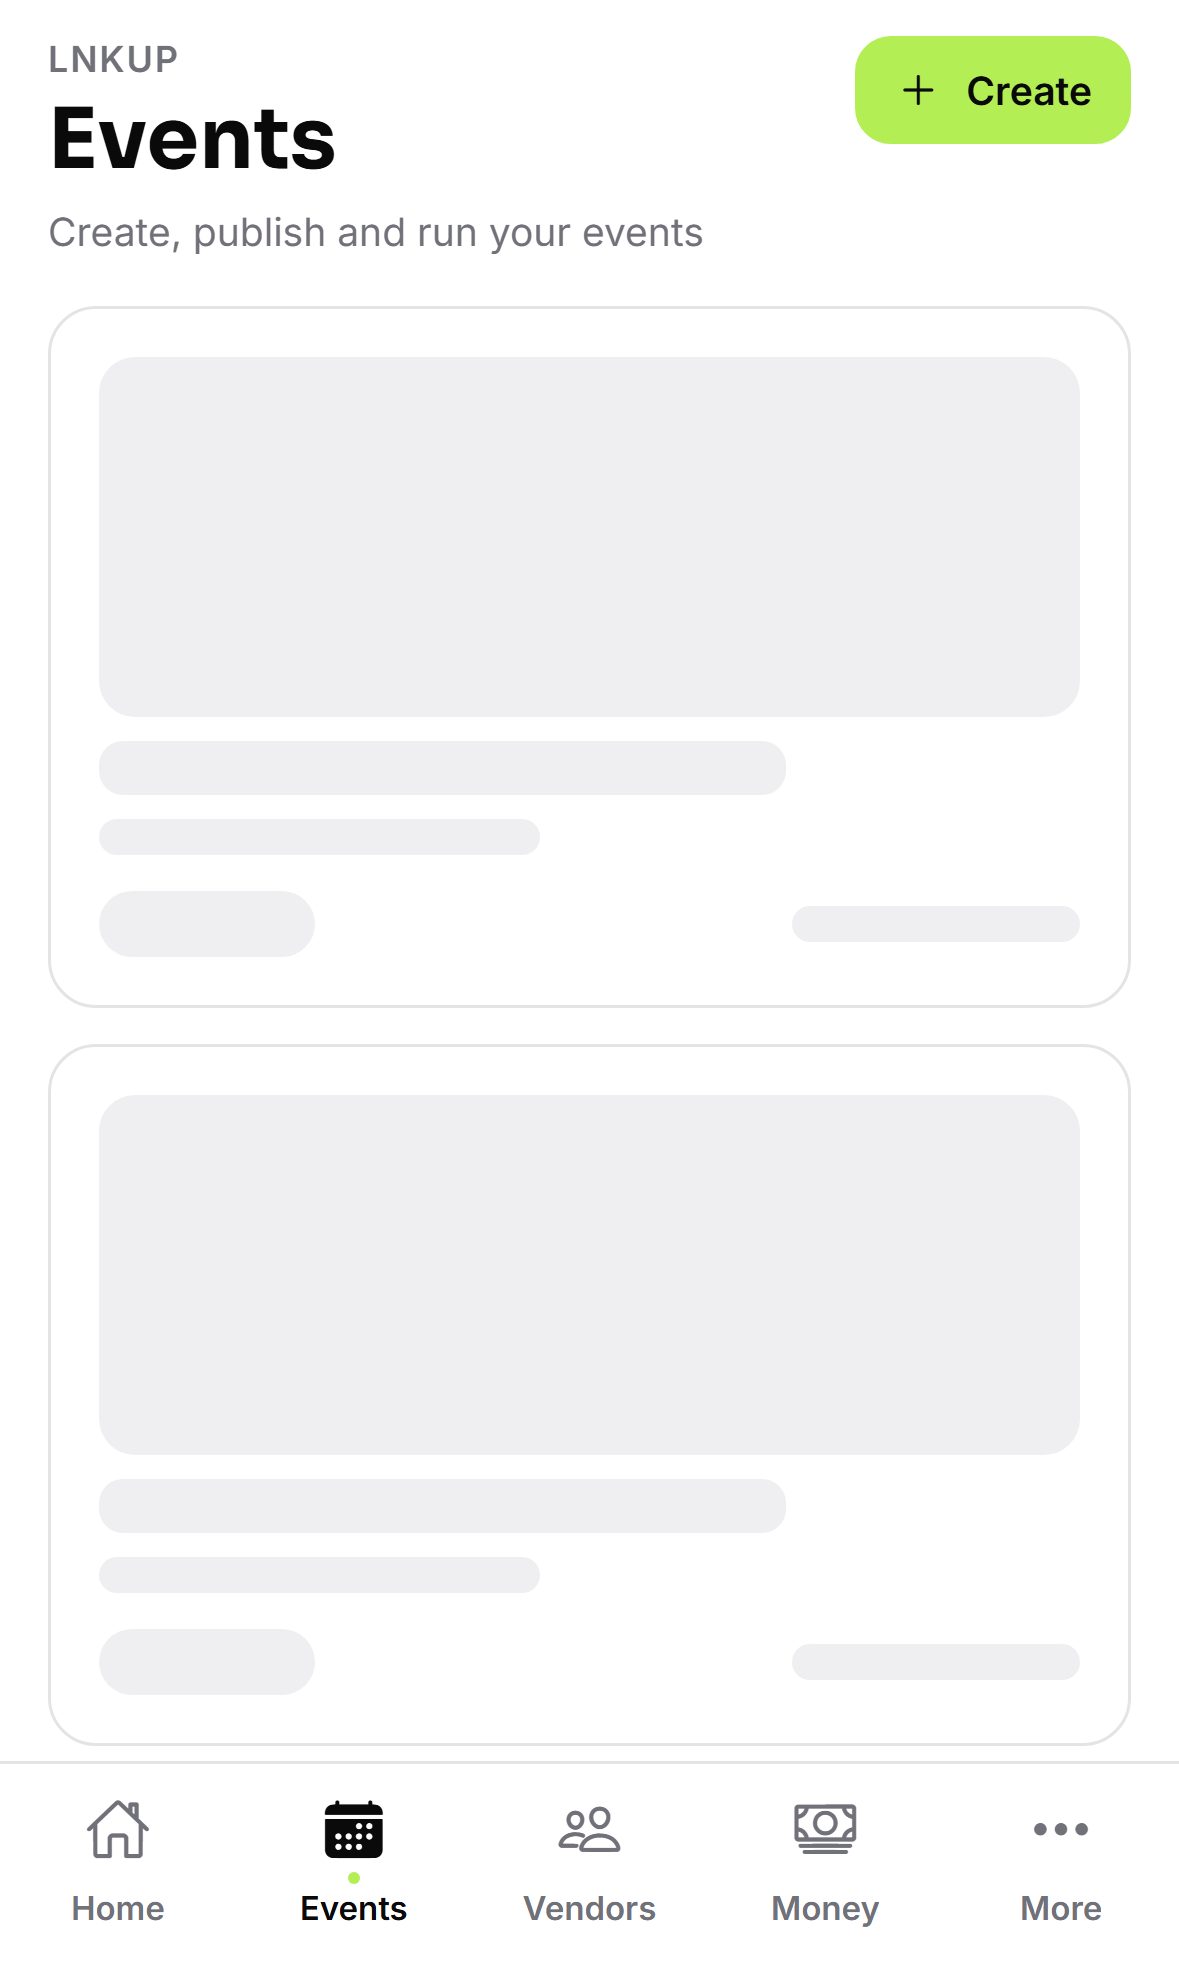 LNKUP
Events
Create
Create, publish and run your events
Home
Events
Vendors
Money
More